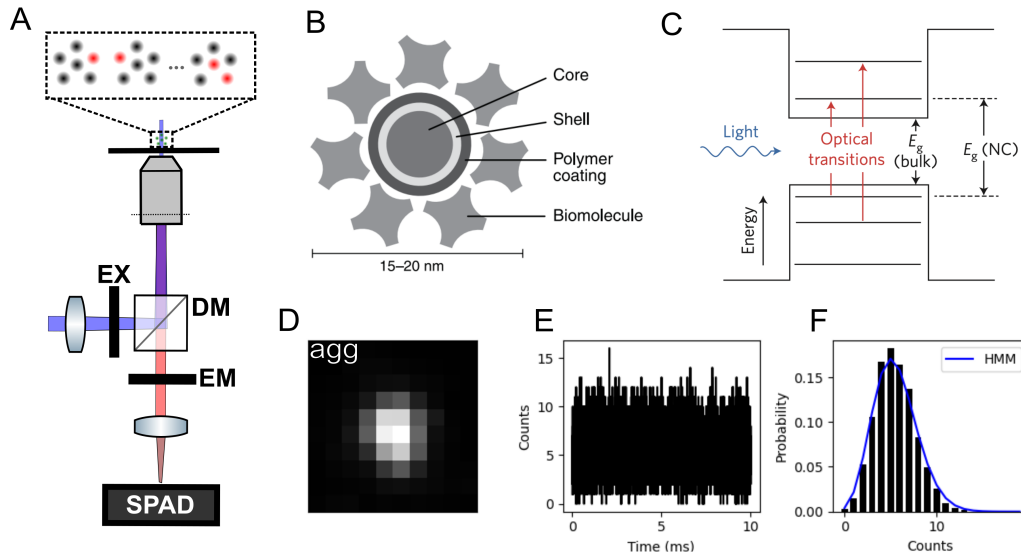 A
EX
DM
EM
SPAD
B
Core
Shell
Polymer
coating
Biomolecule
15–20 nm
C
Light
Optical
transitions
Eg
(bulk)
Eg (NC)
Energy
D
agg
E
Counts
15
10
5
0
0
5
10
Time (ms)
F
HMM
Probability
0.15
0.10
0.05
0.00
0
10
Counts